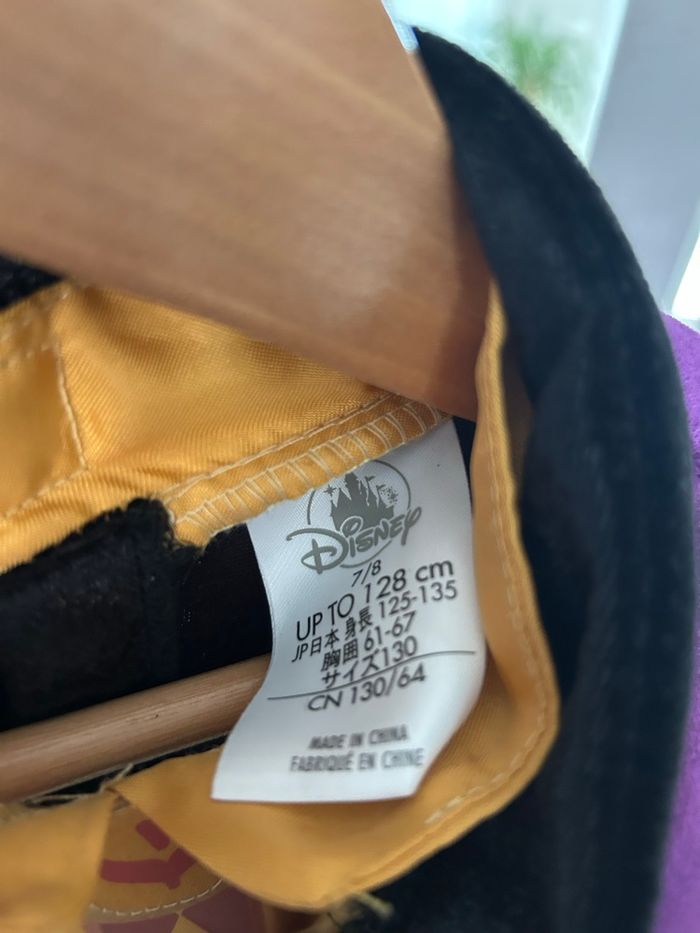 Disney
7/8
UP TO 128 cm
JP日本 身長 125-135
胸囲 61-67
サイズ130
CN 130/64
MADE IN CHINA
FABRIQUÉ EN CHINE